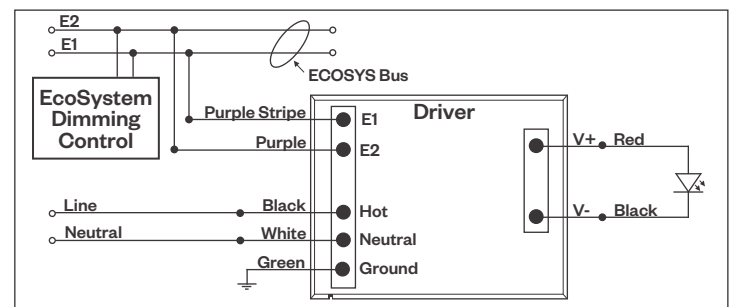 E2
E1
ECOSYS Bus
EcoSystem
Dimming
Control
Driver
Purple Stripe
E1
V+
Red
Purple
E2
Line
Black
Hot
V-
Black
Neutral
White
Neutral
Green
Ground